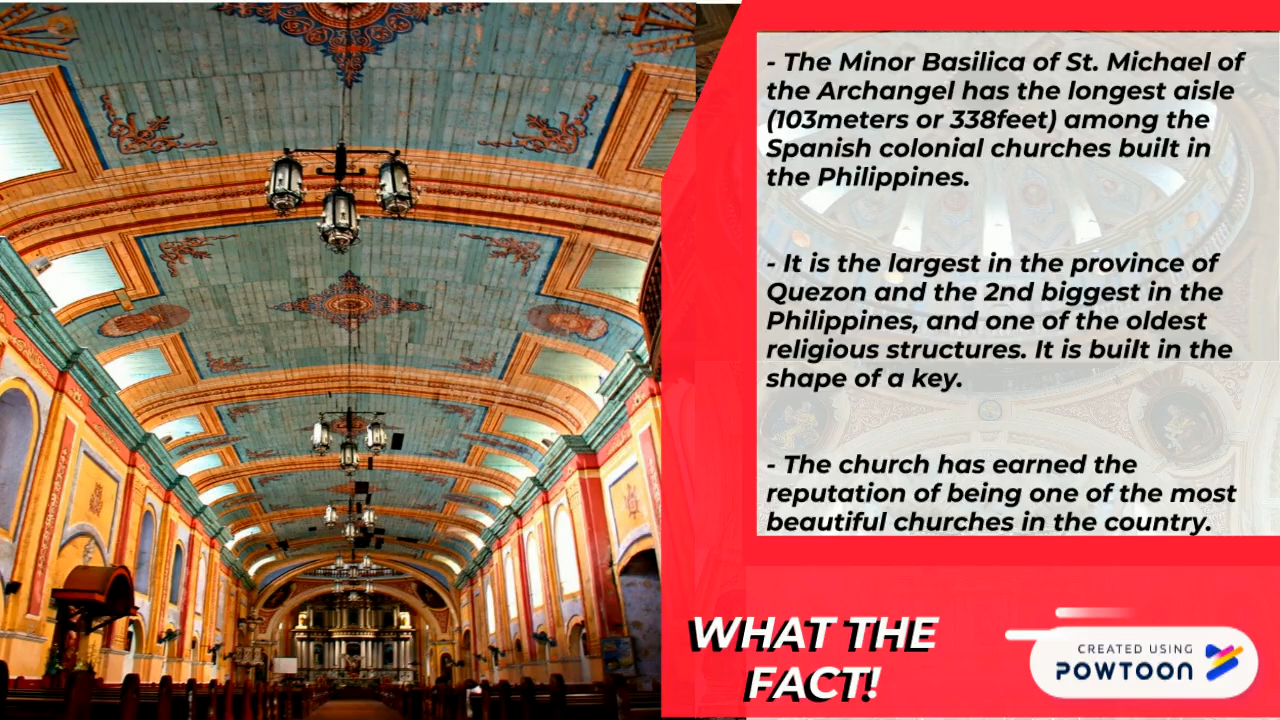 - The Minor Basilica of St. Michael of
the Archangel has the longest aisle
(103meters or 338feet) among the
Spanish colonial churches built in
the Philippines.
- It is the largest in the province of
Quezon and the 2nd biggest in the
Philippines, and one of the oldest
religious structures. It is built in the
shape of a key.
- The church has earned the
reputation of being one of the most
beautiful churches in the country.
WHAT THE
FACT!
CREATED USING
POWTOON